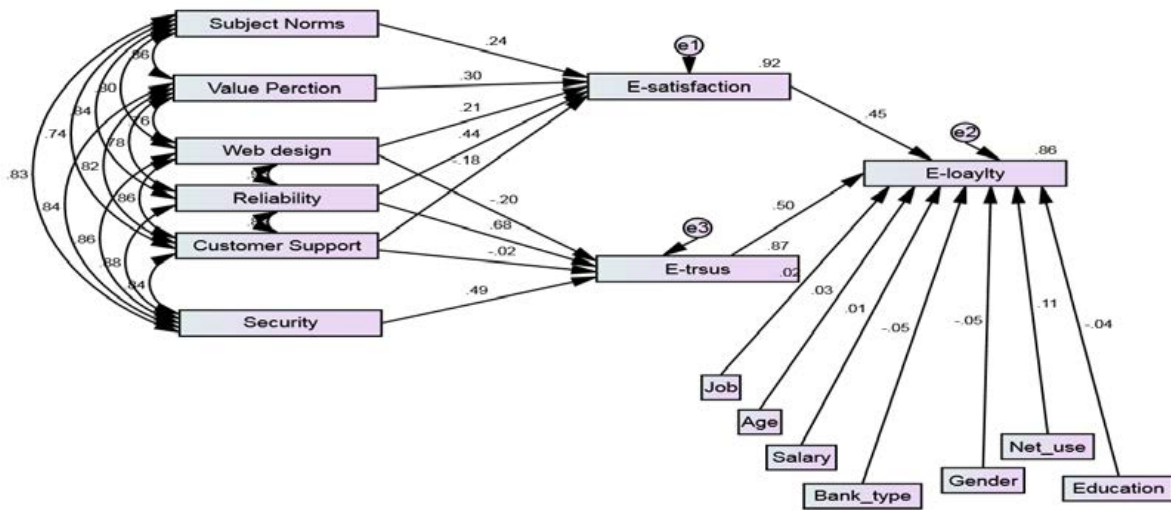 Subject Norms
.24
e1
.92
.86
Value Perction
.30
E-satisfaction
.80
.21
.45
.84
.76
.44
e2
.74
Web design
-.18
.86
.78
E-loaylty
.83
.82
Reliability
-.20
.50
.86
.68
e3
.84
Customer Support
-.02
.87
.86
E-trsus
.02
.88
.49
.03
.84
.01
Security
-.05
-.05
.11
-.04
Job
Age
Salary
Net_use
Bank_type
Gender
Education